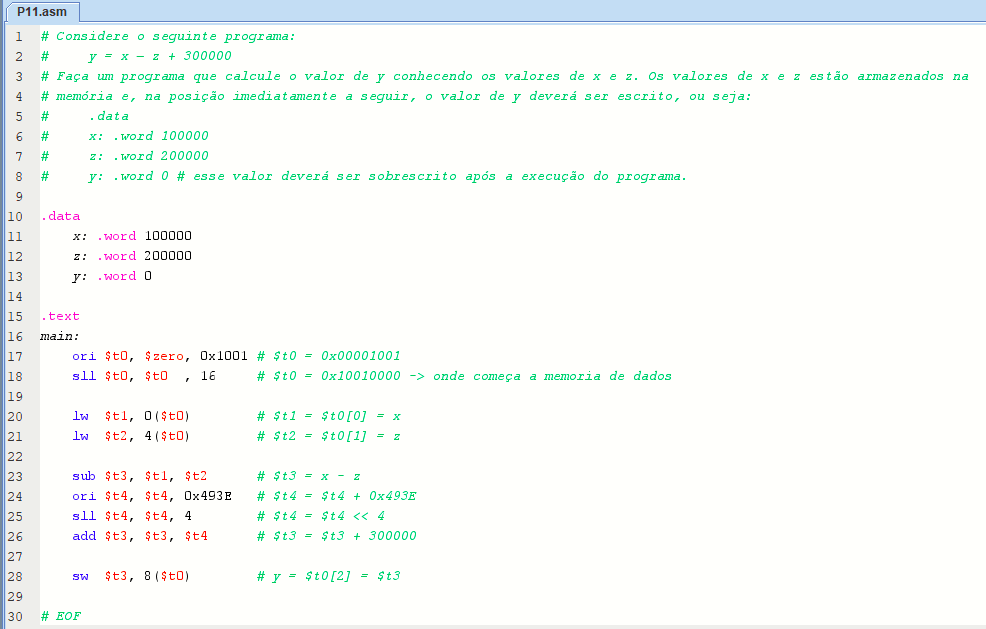 P11.asm
1 # Considere o seguinte programa:
2 #     y = x - z + 300000
3 # Faça um programa que calcule o valor de y conhecendo os valores de x e z. Os valores de x e z estão armazenados na
4 # memória e, na posição imediatamente a seguir, o valor de y deverá ser escrito, ou seja:
5 #     .data
6 #     x: .word 100000
7 #     z: .word 200000
8 #     y: .word 0 # esse valor deverá ser sobrescrito após a execução do programa.
9
10 .data
11     x: .word 100000
12     z: .word 200000
13     y: .word 0
14
15 .text
16 main:
17     ori $t0, $zero, 0x1001 # $t0 = 0x00001001
18     sll $t0, $t0  , 16     # $t0 = 0x10010000 -> onde começa a memoria de dados
19
20     lw  $t1, 0($t0)        # $t1 = $t0[0] = x
21     lw  $t2, 4($t0)        # $t2 = $t0[1] = z
22
23     sub $t3, $t1, $t2      # $t3 = x - z
24     ori $t4, $t4, 0x493E   # $t4 = $t4 + 0x493E
25     sll $t4, $t4, 4        # $t4 = $t4 << 4
26     add $t3, $t3, $t4      # $t3 = $t3 + 300000
27
28     sw  $t3, 8($t0)        # y = $t0[2] = $t3
29
30 # EOF